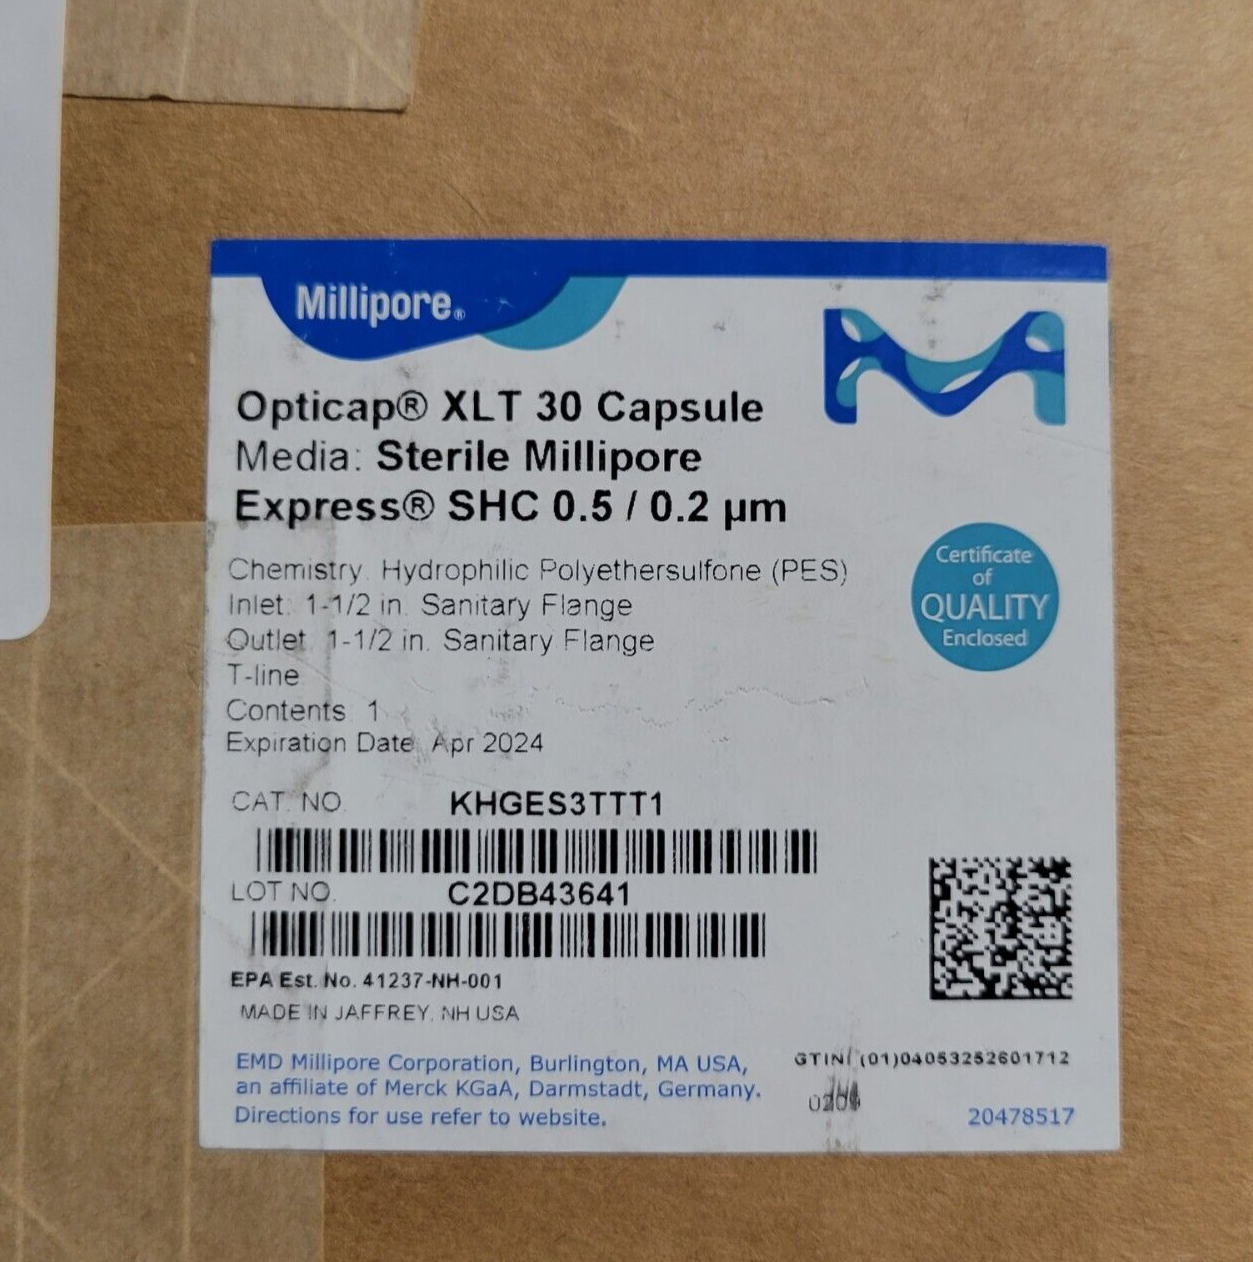 Millipore®
Opticap® XLT 30 Capsule
Media: Sterile Millipore
Express® SHC 0.5 / 0.2 µm
Chemistry: Hydrophilic Polyethersulfone (PES)
Inlet: 1-1/2 in. Sanitary Flange
Outlet: 1-1/2 in. Sanitary Flange
T-line
Contents: 1
Expiration Date: Apr 2024
Certificate
of
QUALITY
Enclosed
CAT. NO. KHGES3TTT1
LOT NO. C2DB43641
EPA Est. No. 41237-NH-001
MADE IN JAFFREY, NH USA
EMD Millipore Corporation, Burlington, MA USA,
an affiliate of Merck KGaA, Darmstadt, Germany.
Directions for use refer to website.
GTIN: (01)04053252601712
20478517